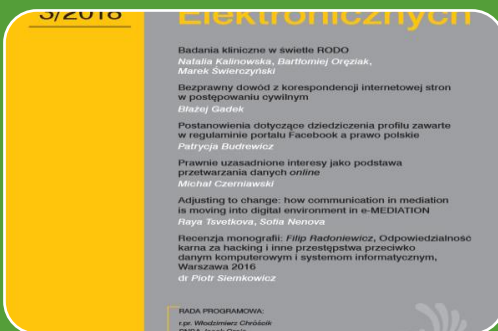 3/2018
Elektronicznych
Badania kliniczne w świetle RODO
Natalia Kalinowska, Bartłomiej Oręziak,
Marek Świerczyński
Bezprawny dowód z korespondencji internetowej stron
w postępowaniu cywilnym
Błażej Gadek
Postanowienia dotyczące dziedziczenia profilu zawarte
w regulaminie portalu Facebook a prawo polskie
Patrycja Budrewicz
Prawnie uzasadnione interesy jako podstawa
przetwarzania danych online
Michał Czerniawski
Adjusting to change: how communication in mediation
is moving into digital environment in e-MEDIATION
Raya Tsvetkova, Sofia Nenova
Recenzja monografii: Filip Radoniewicz, Odpowiedzialność
karna za hacking i inne przestępstwa przeciwko
danym komputerowym i systemom informatycznym,
Warszawa 2016
dr Piotr Siemkowicz
RADA PROGRAMOWA:
r.pr. Włodzimierz Chróścik